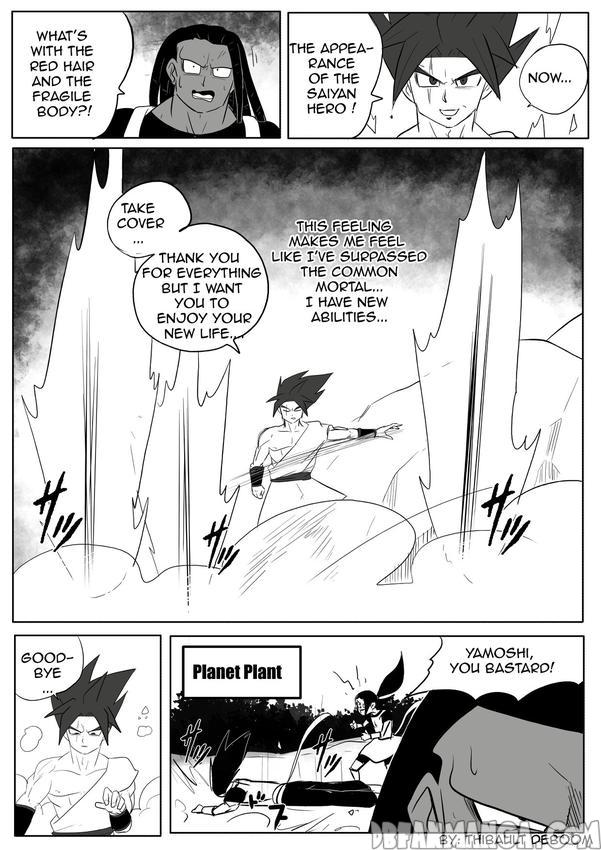 WHAT'S
WITH THE
RED HAIR
AND THE
FRAGILE
BODY?!
THE APPEA-
RANCE
OF THE
SAIYAN
HERO !
NOW...
TAKE
COVER
...
THANK YOU
FOR EVERYTHING
BUT I WANT
YOU TO
ENJOY YOUR
NEW LIFE...
THIS FEELING
MAKES ME FEEL
LIKE I'VE SURPASSED
THE COMMON
MORTAL...
I HAVE NEW
ABILITIES...
GOOD-
BYE
...
Planet Plant
YAMOSHI,
YOU BASTARD!
DBFANMANGA.COM
BY: THIBAULT DEBOOM